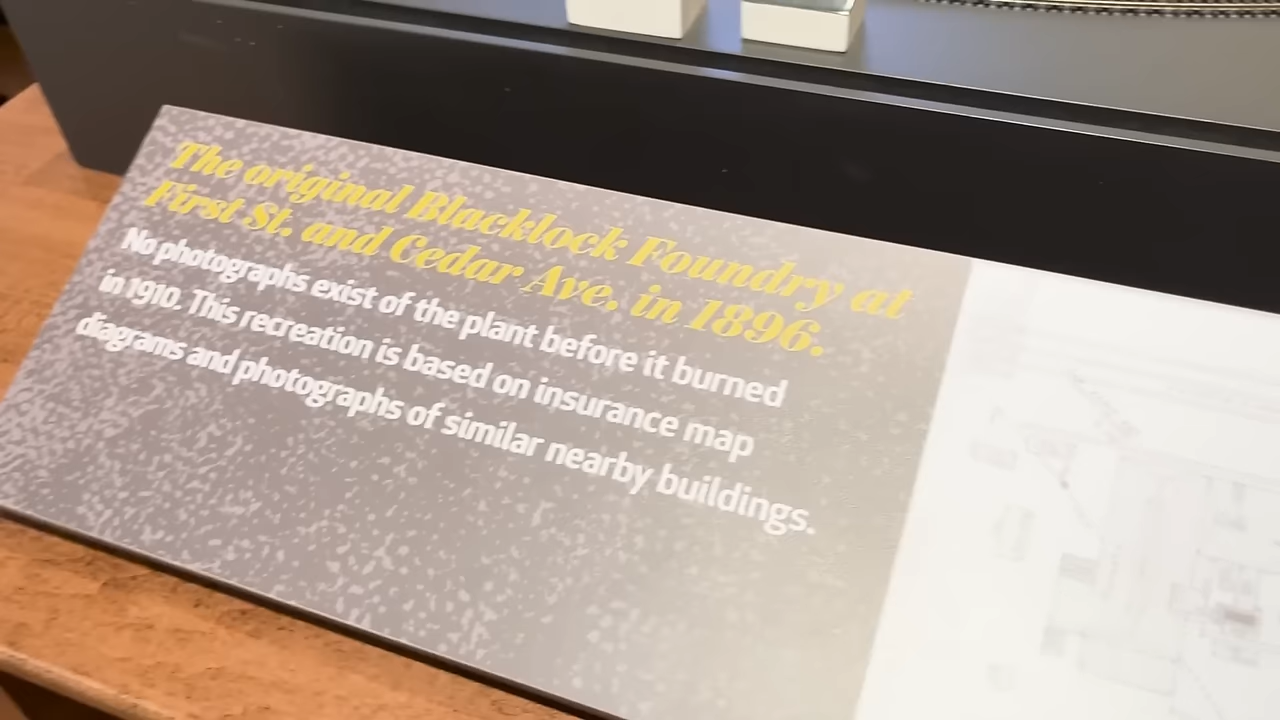 The original Blacklock Foundry at
First St. and Cedar Ave. in 1896.
No photographs exist of the plant before it burned
in 1910. This recreation is based on insurance map
diagrams and photographs of similar nearby buildings.